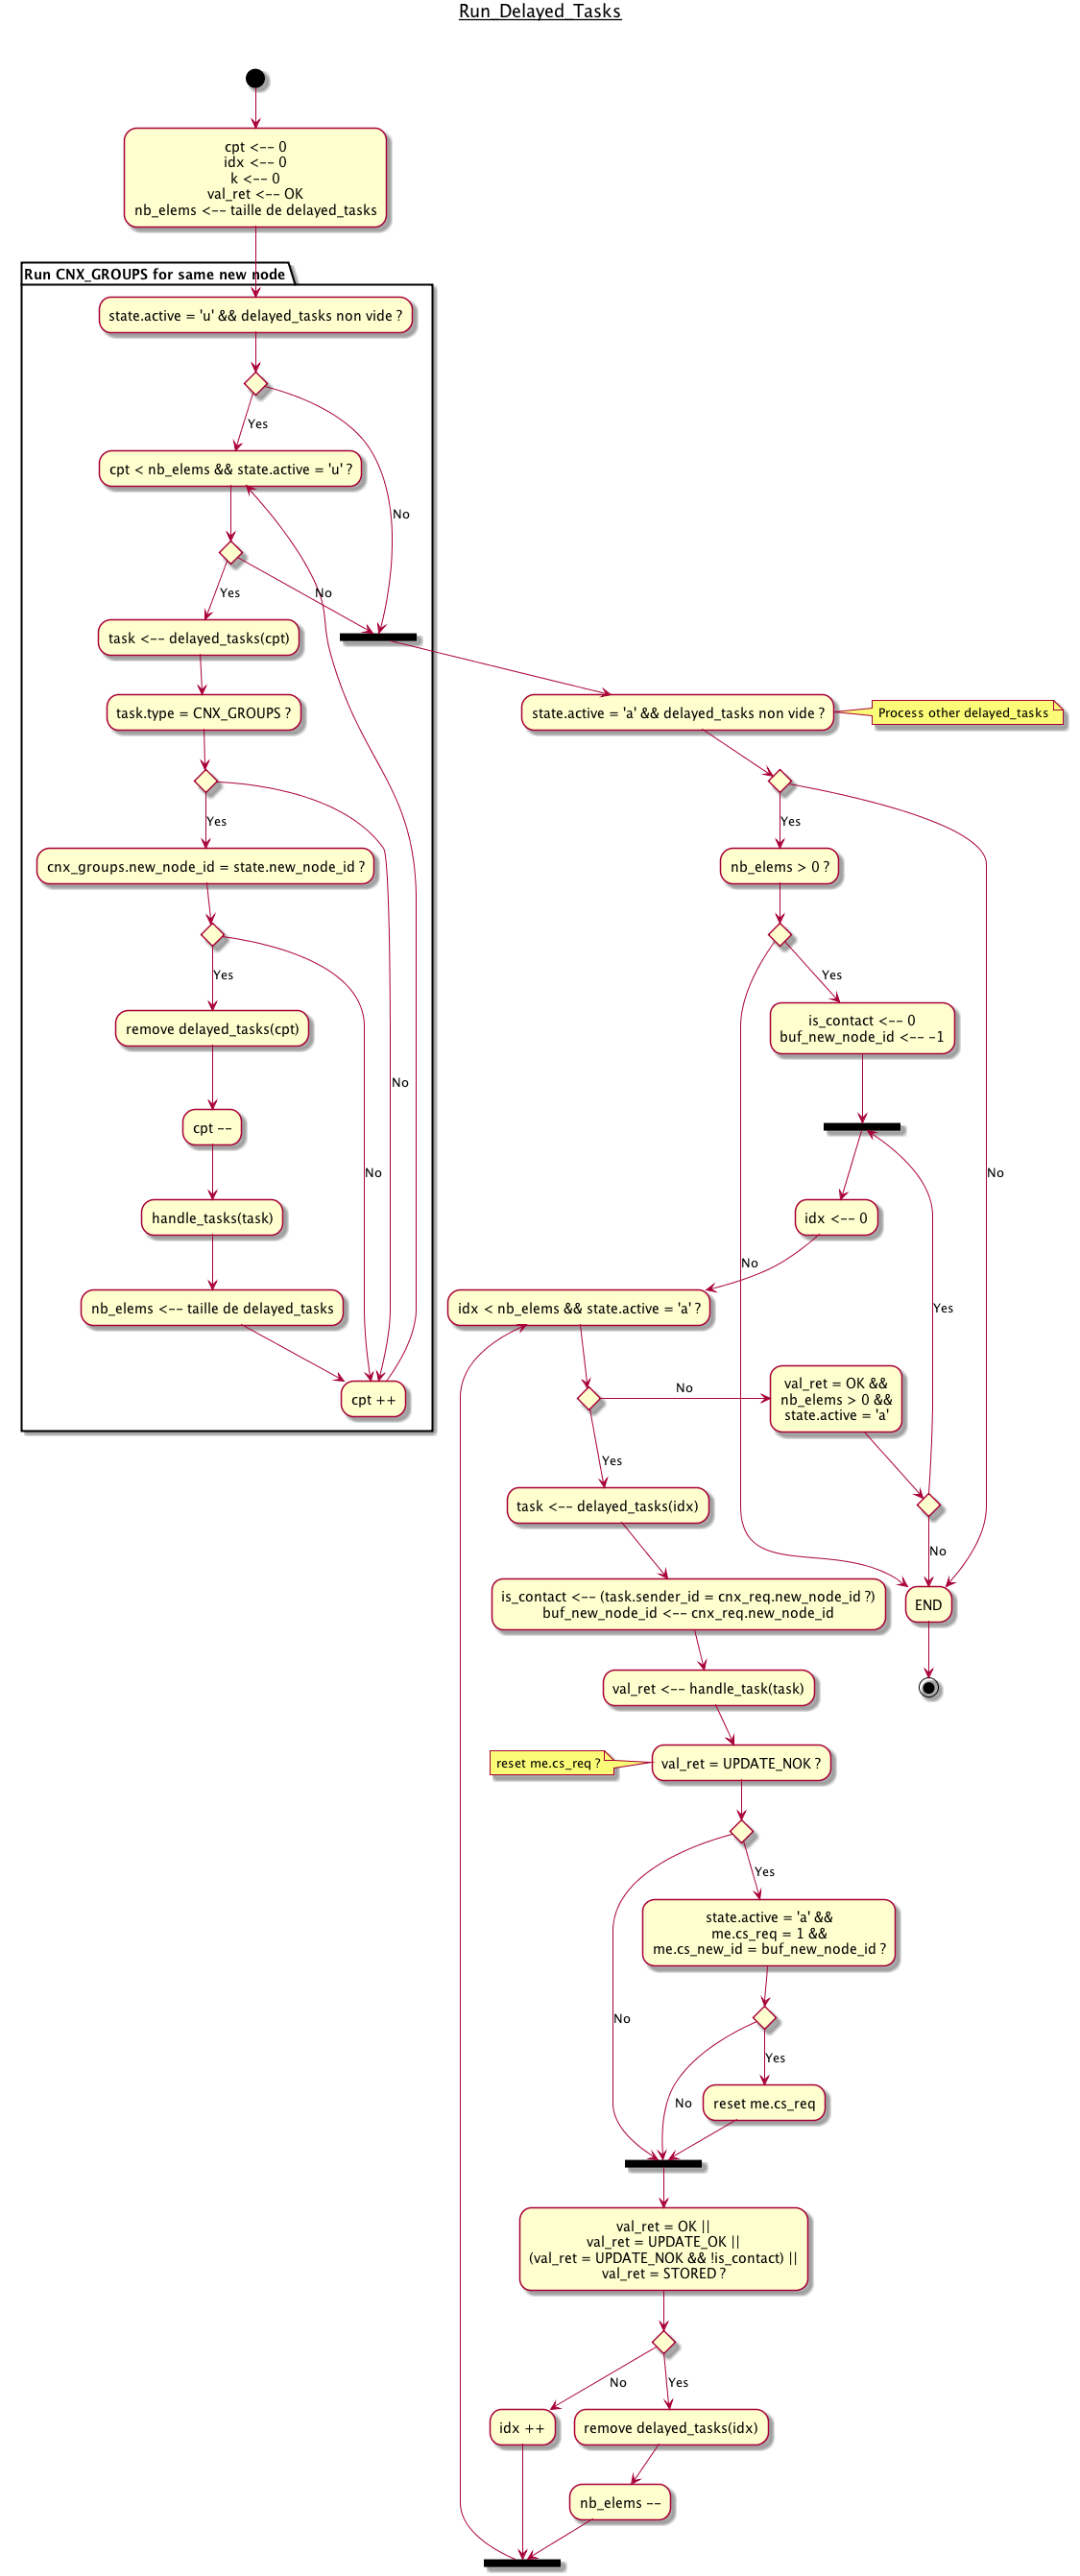 Run_Delayed_Tasks
cpt <-- 0
idx <-- 0
k <-- 0
val_ret <-- OK
nb_elems <-- taille de delayed_tasks
Run CNX_GROUPS for same new node
state.active = 'u' && delayed_tasks non vide ?
Yes
No
cpt < nb_elems && state.active = 'u' ?
Yes
No
task <-- delayed_tasks(cpt)
task.type = CNX_GROUPS ?
Yes
No
cnx_groups.new_node_id = state.new_node_id ?
Yes
No
remove delayed_tasks(cpt)
cpt --
handle_tasks(task)
nb_elems <-- taille de delayed_tasks
cpt ++
state.active = 'a' && delayed_tasks non vide ?
Process other delayed_tasks
Yes
No
nb_elems > 0 ?
Yes
No
is_contact <-- 0
buf_new_node_id <-- -1
idx <-- 0
idx < nb_elems && state.active = 'a' ?
No
Yes
val_ret = OK &&
nb_elems > 0 &&
state.active = 'a'
Yes
No
END
task <-- delayed_tasks(idx)
is_contact <-- (task.sender_id = cnx_req.new_node_id ?)
buf_new_node_id <-- cnx_req.new_node_id
val_ret <-- handle_task(task)
reset me.cs_req ?
val_ret = UPDATE_NOK ?
Yes
No
state.active = 'a' &&
me.cs_req = 1 &&
me.cs_new_id = buf_new_node_id ?
Yes
No
reset me.cs_req
val_ret = OK ||
val_ret = UPDATE_OK ||
(val_ret = UPDATE_NOK && !is_contact) ||
val_ret = STORED ?
No
Yes
idx ++
remove delayed_tasks(idx)
nb_elems --